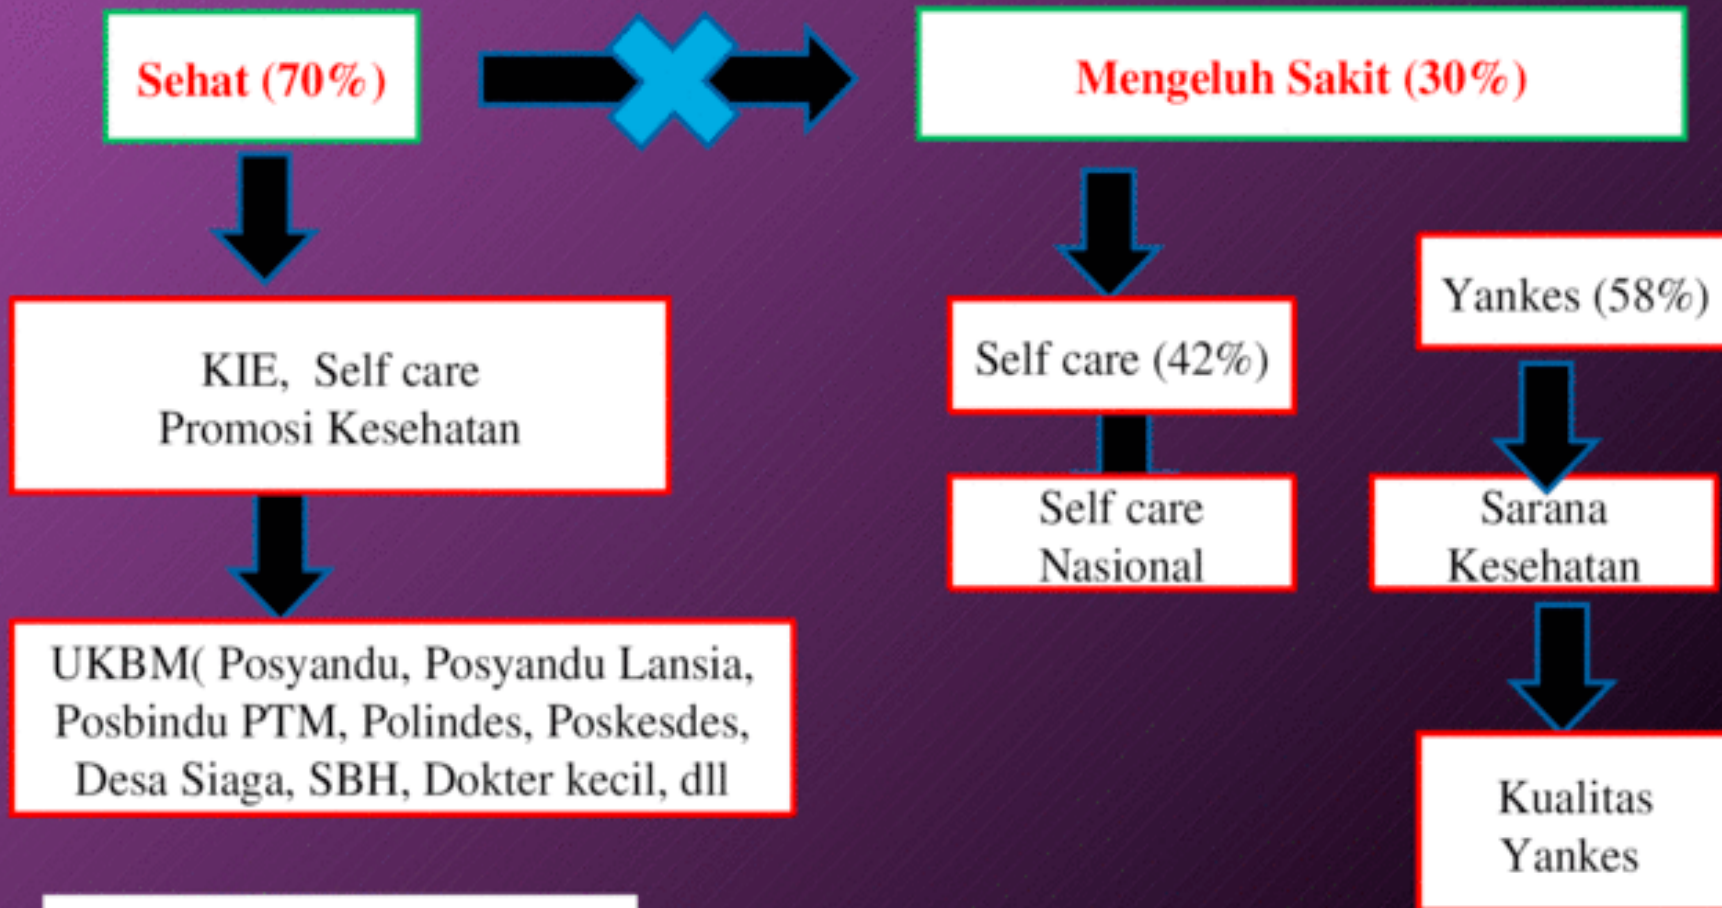 Sehat (70%)
Mengeluh Sakit (30%)
KIE,  Self care
Promosi Kesehatan
UKBM( Posyandu, Posyandu Lansia,
Posbindu PTM, Polindes, Poskesdes,
Desa Siaga, SBH, Dokter kecil, dll
Self care (42%)
Self care
Nasional
Yankes (58%)
Sarana
Kesehatan
Kualitas
Yankes